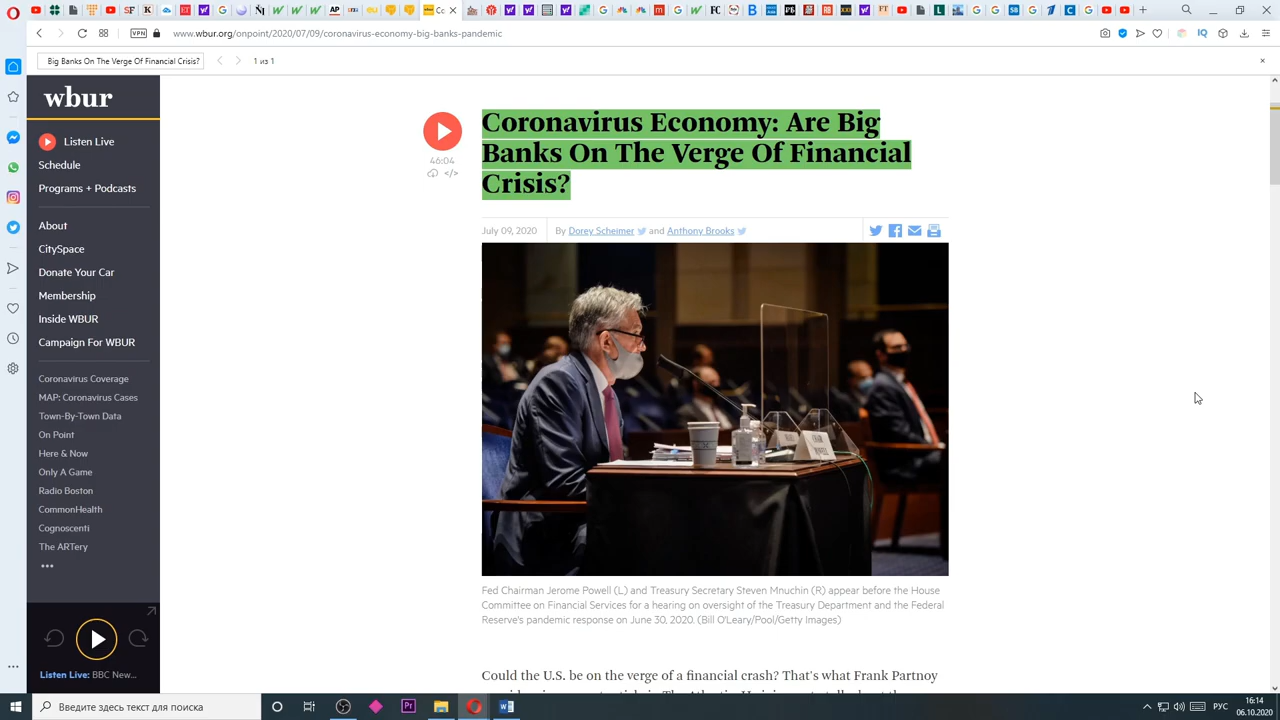 www.wbur.org/onpoint/2020/07/09/coronavirus-economy-big-banks-pandemic
VPN
Big Banks On The Verge Of Financial Crisis?
1 из 1
wbur
Listen Live
Schedule
Programs + Podcasts
About
CitySpace
Donate Your Car
Membership
Inside WBUR
Campaign For WBUR
Coronavirus Coverage
MAP: Coronavirus Cases
Town-By-Town Data
On Point
Here & Now
Only A Game
Radio Boston
CommonHealth
Cognoscenti
The ARTery
Listen Live: BBC New...
46:04
Coronavirus Economy: Are Big
Banks On The Verge Of Financial
Crisis?
July 09, 2020
By Dorey Scheimer and Anthony Brooks
Fed Chairman Jerome Powell (L) and Treasury Secretary Steven Mnuchin (R) appear before the House
Committee on Financial Services for a hearing on oversight of the Treasury Department and the Federal
Reserve's pandemic response on June 30, 2020. (Bill O'Leary/Pool/Getty Images)
Could the U.S. be on the verge of a financial crash? That's what Frank Partnoy
Введите здесь текст для поиска
Pr
РУС
16:14
06.10.2020